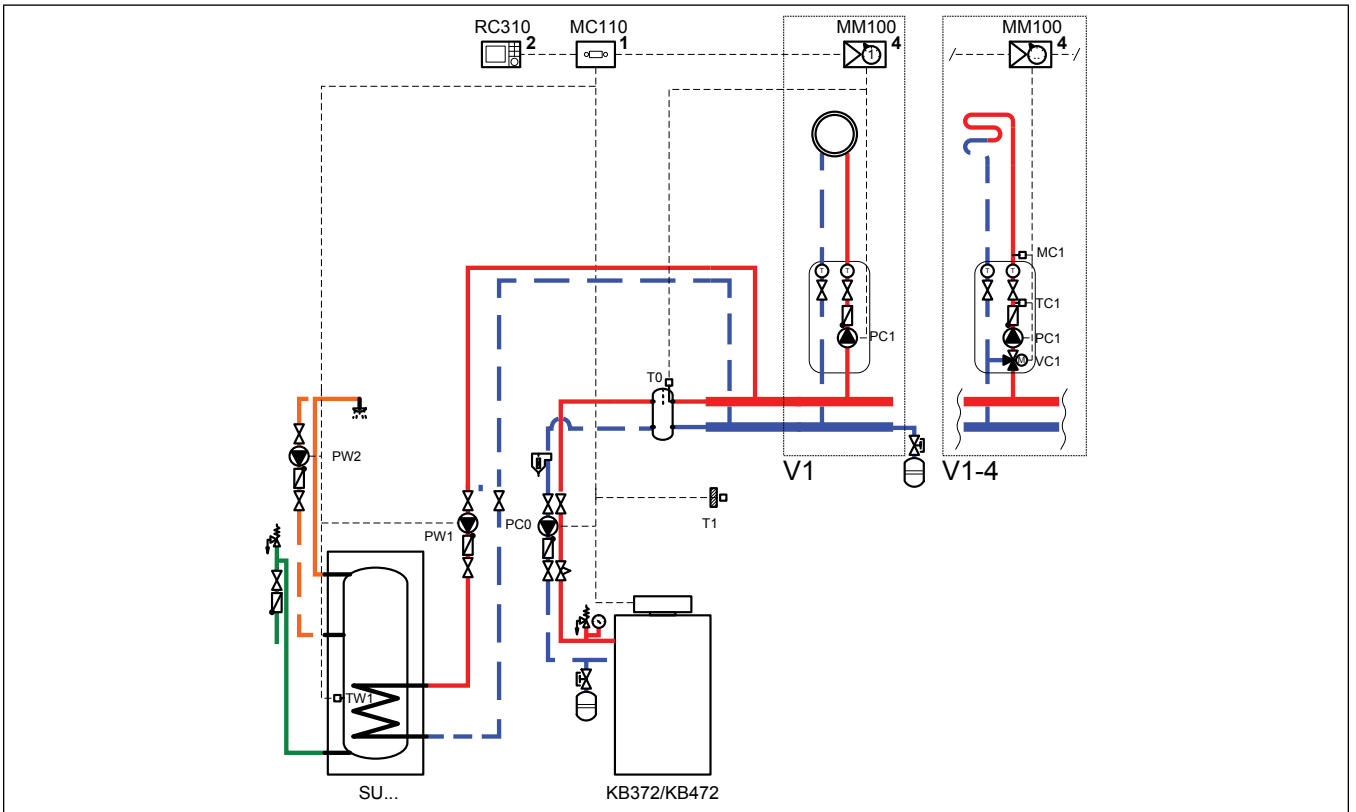 RC310
2
MC110
1
MM100
4
1
MM100
4
T
T
T
T
MC1
TC1
PC1
PC1
M
VC1
T0
V1
V1-4
PW2
PW1
PC0
T1
TW1
SU...
KB372/KB472